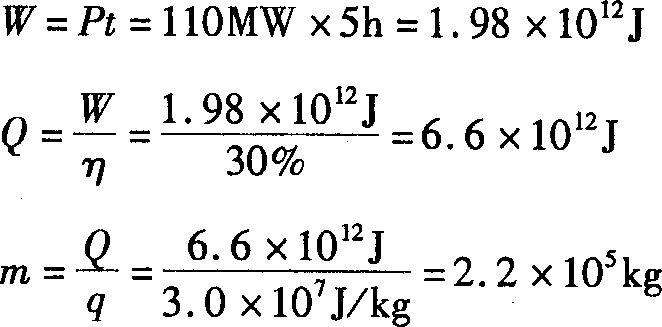 W = Pt = 110MW × 5h = 1.98 × 10¹² J
Q = W/η = 1.98 × 10¹² J / 30% = 6.6 × 10¹² J
m = Q/q = 6.6 × 10¹² J / 3.0 × 10⁷ J/kg = 2.2 × 10⁵ kg